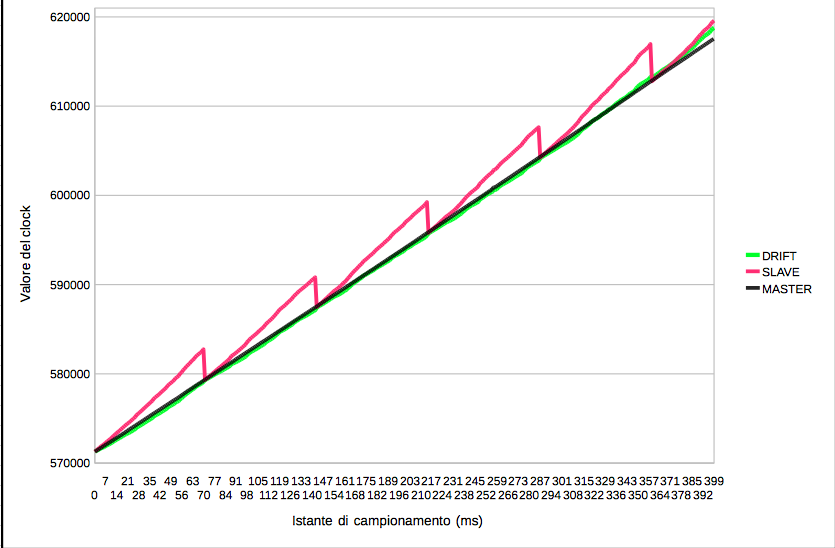 620000
610000
600000
590000
580000
570000
Valore del clock
DRIFT
SLAVE
MASTER
7 21 35 49 63 77 91 105 119 133 147 161 175 189 203 217 231 245 259 273 287 301 315 329 343 357 371 385 399
0 14 28 42 56 70 84 98 112 126 140 154 168 182 196 210 224 238 252 266 280 294 308 322 336 350 364 378 392
Istante di campionamento (ms)